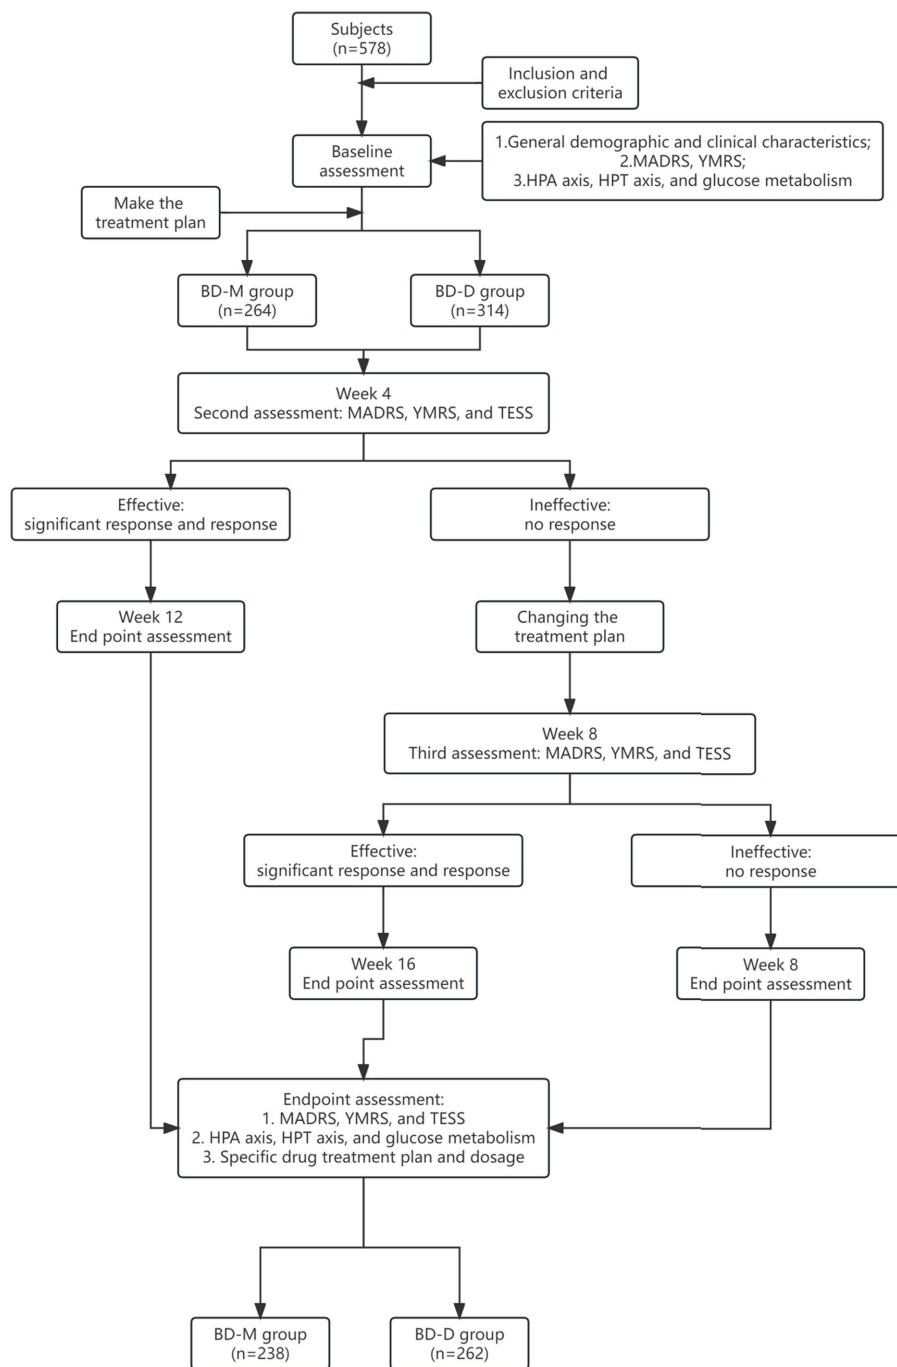 Subjects
(n=578)
Inclusion and
exclusion criteria
Baseline
assessment
1.General demographic and clinical characteristics;
2.MADRS, YMRS;
3.HPA axis, HPT axis, and glucose metabolism
Make the
treatment plan
BD-M group
(n=264)
BD-D group
(n=314)
Week 4
Second assessment: MADRS, YMRS, and TESS
Effective:
significant response and response
Ineffective:
no response
Week 12
End point assessment
Changing the
treatment plan
Week 8
Third assessment: MADRS, YMRS, and TESS
Effective:
significant response and response
Ineffective:
no response
Week 16
End point assessment
Week 8
End point assessment
Endpoint assessment:
1. MADRS, YMRS, and TESS
2. HPA axis, HPT axis, and glucose metabolism
3. Specific drug treatment plan and dosage
BD-M group
(n=238)
BD-D group
(n=262)